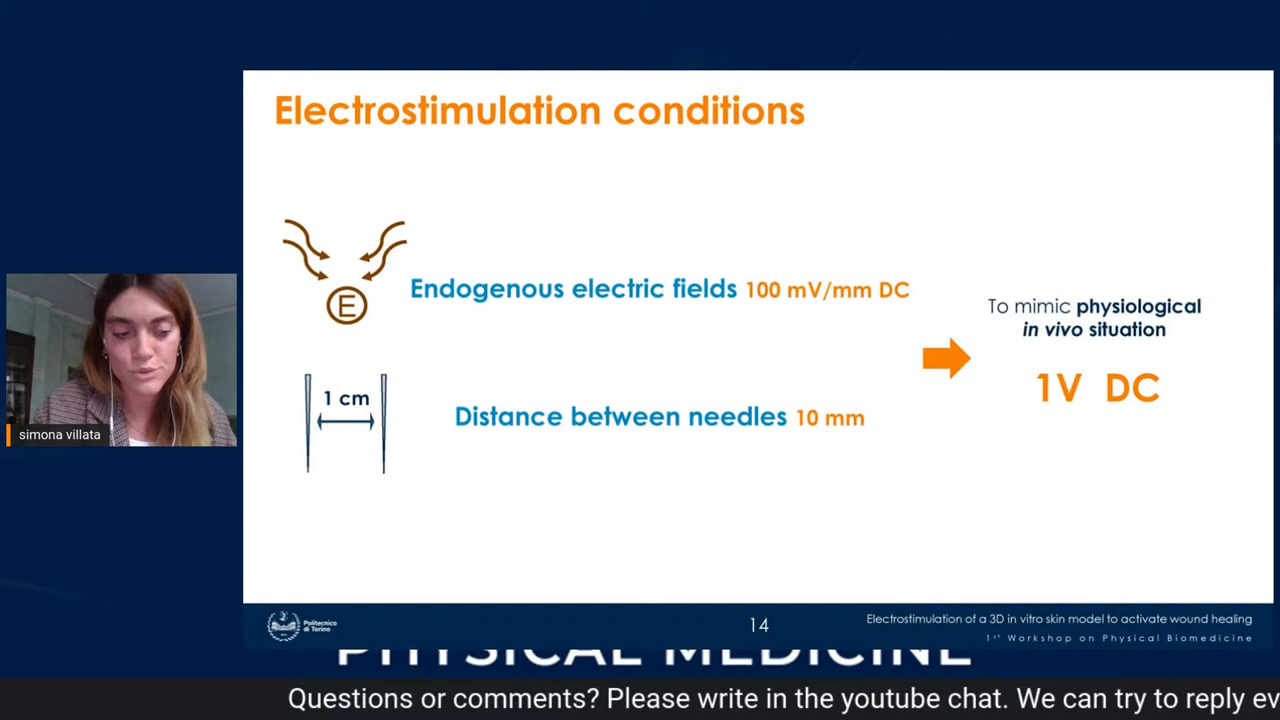 Electrostimulation conditions
E
Endogenous electric fields 100 mV/mm DC
1 cm
Distance between needles 10 mm
To mimic physiological
in vivo situation
1V DC
simona villata
Politecnico
di Torino
14
Electrostimulation of a 3D in vitro skin model to activate wound healing
1st Workshop on Physical Biomedicine
PHYSICAL MEDICINE
Questions or comments? Please write in the youtube chat. We can try to reply ev